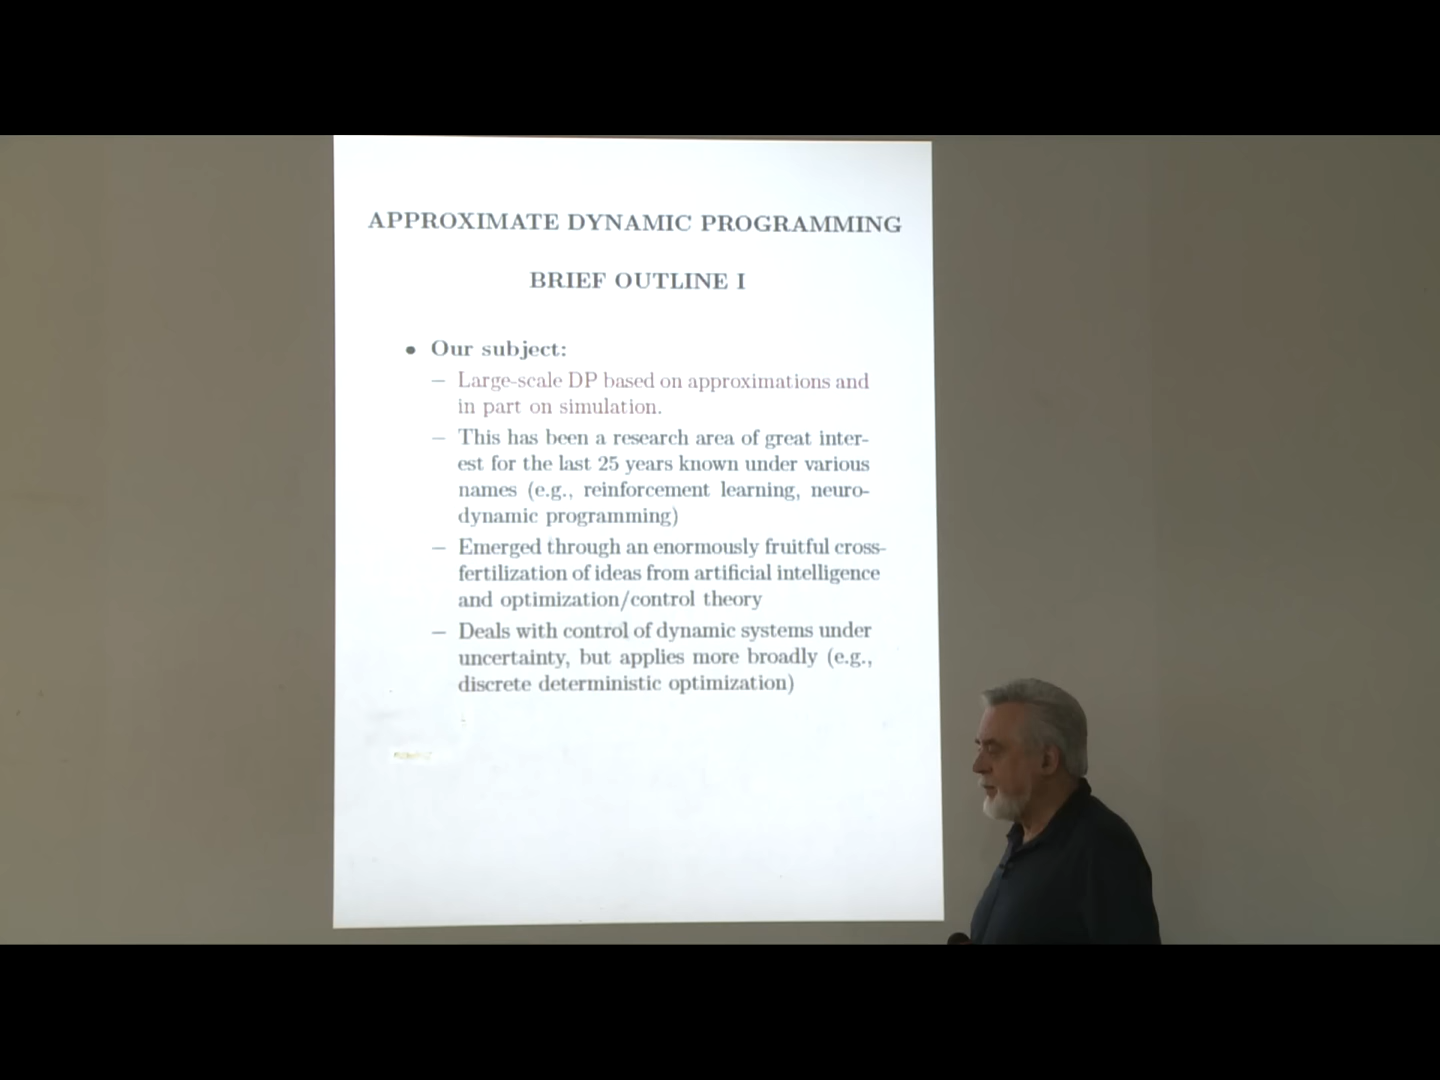 APPROXIMATE DYNAMIC PROGRAMMING
BRIEF OUTLINE I
• Our subject:
– Large-scale DP based on approximations and
in part on simulation.
– This has been a research area of great inter-
est for the last 25 years known under various
names (e.g., reinforcement learning, neuro-
dynamic programming)
– Emerged through an enormously fruitful cross-
fertilization of ideas from artificial intelligence
and optimization/control theory
– Deals with control of dynamic systems under
uncertainty, but applies more broadly (e.g.,
discrete deterministic optimization)